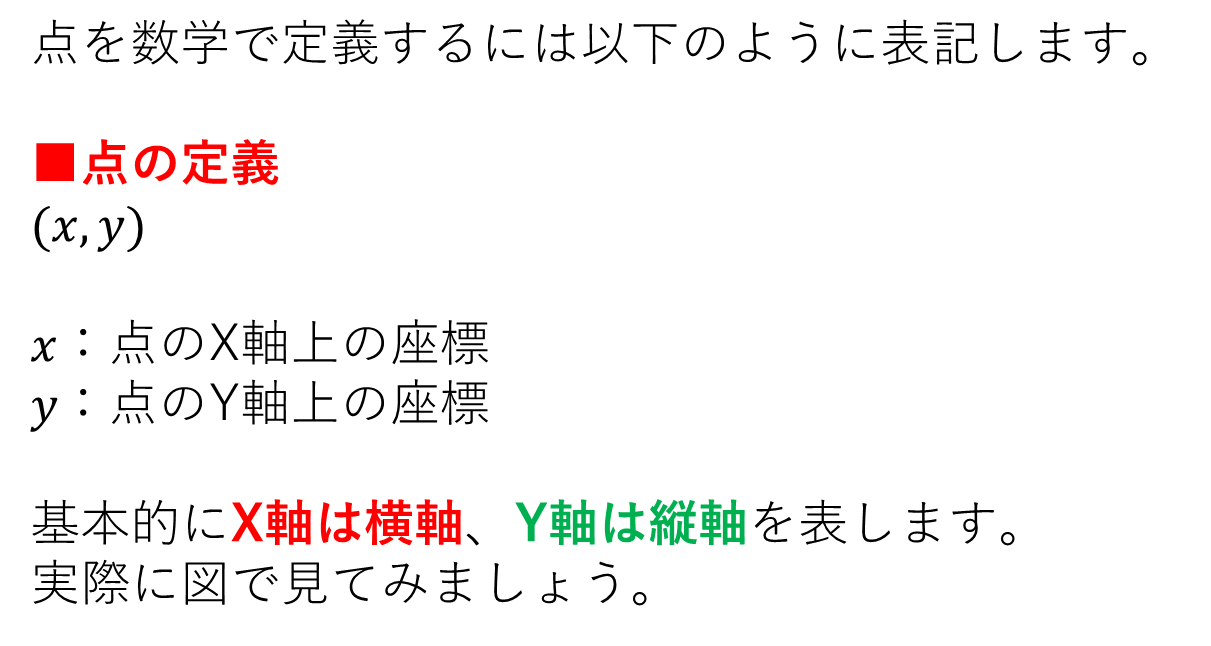 点を数学で定義するには以下のように表記します。
■点の定義
(x, y)
x：点のX軸上の座標
y：点のY軸上の座標
基本的にX軸は横軸、Y軸は縦軸を表します。
実際に図で見てみましょう。